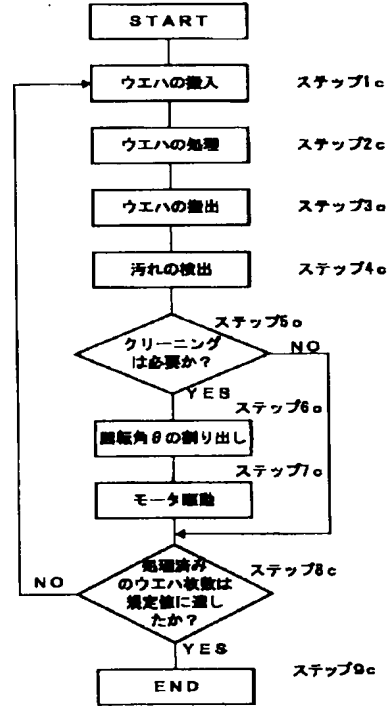 START
ウエハの搬入
ステップ1c
ウエハの処理
ステップ2c
ウエハの搬出
ステップ3c
汚れの検出
ステップ4c
ステップ5c
クリーニング
は必要か?
NO
YES
ステップ6c
回転角θの割り出し
ステップ7c
モータ駆動
処理済み
のウエハ枚数は
規定値に達し
たか?
ステップ8c
NO
YES
ステップ9c
END